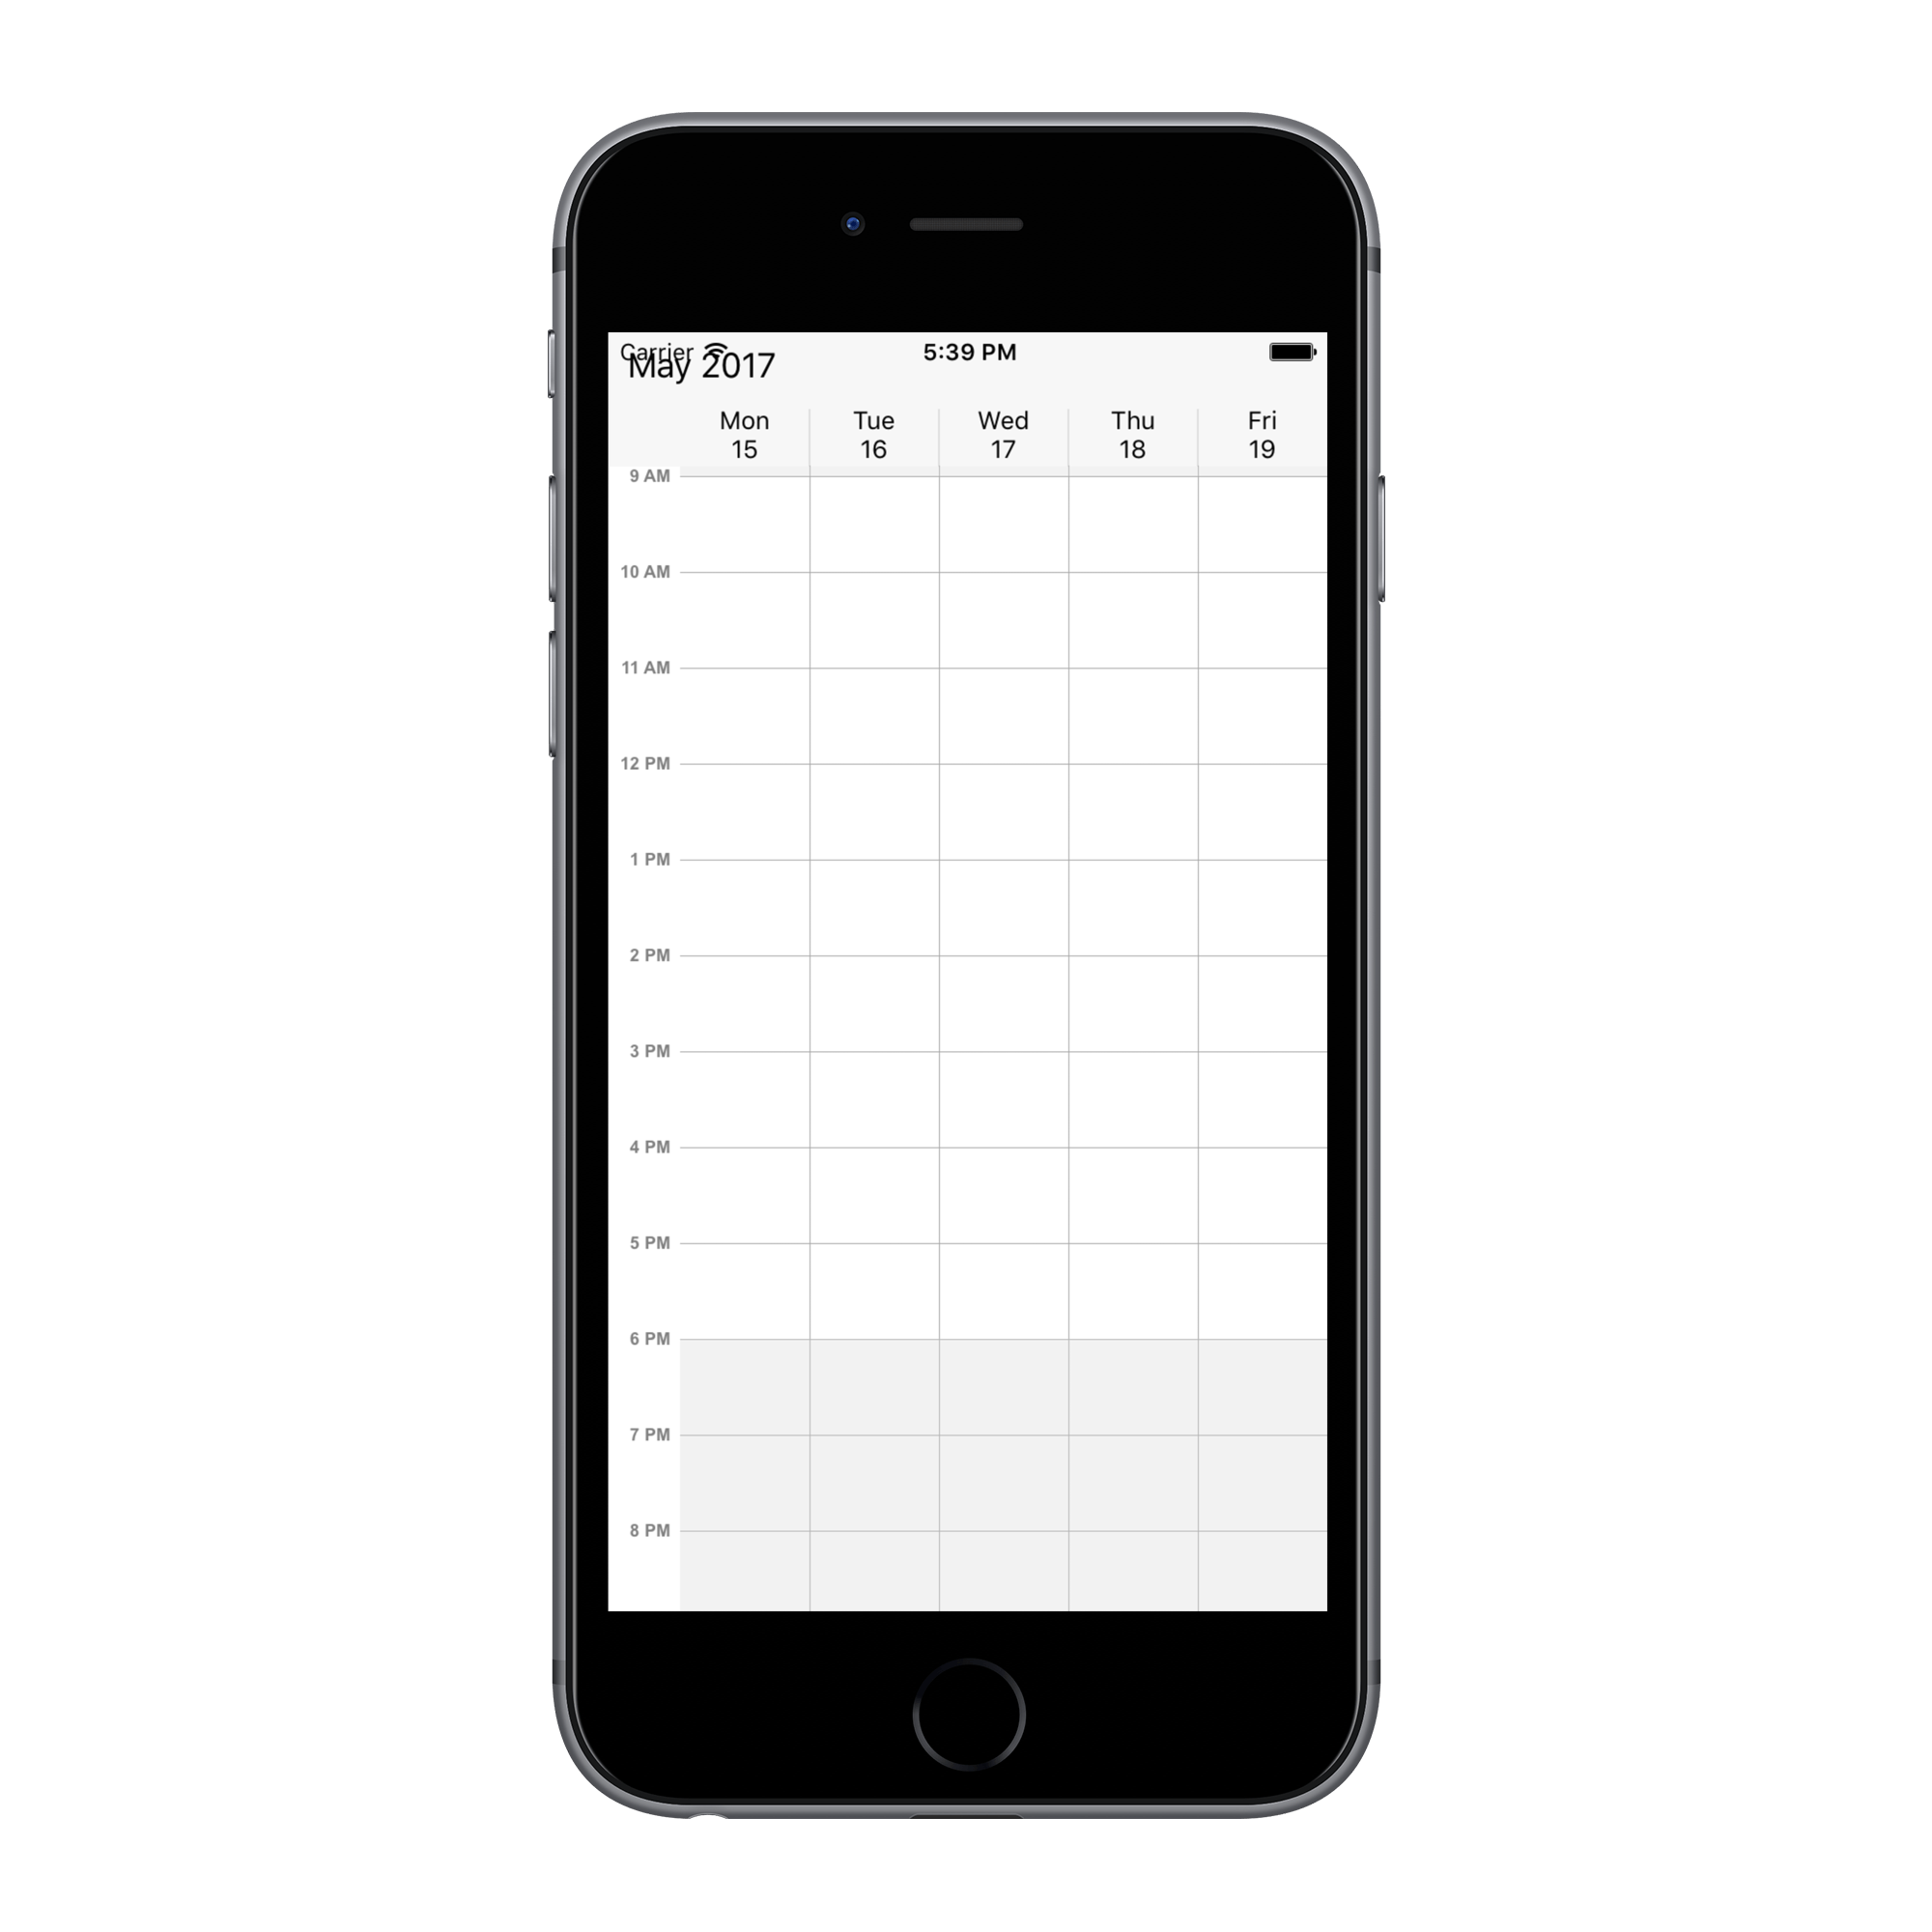 Carrier 5:39 PM
May 2017
Mon Tue Wed Thu Fri
15 16 17 18 19
9 AM
10 AM
11 AM
12 PM
1 PM
2 PM
3 PM
4 PM
5 PM
6 PM
7 PM
8 PM